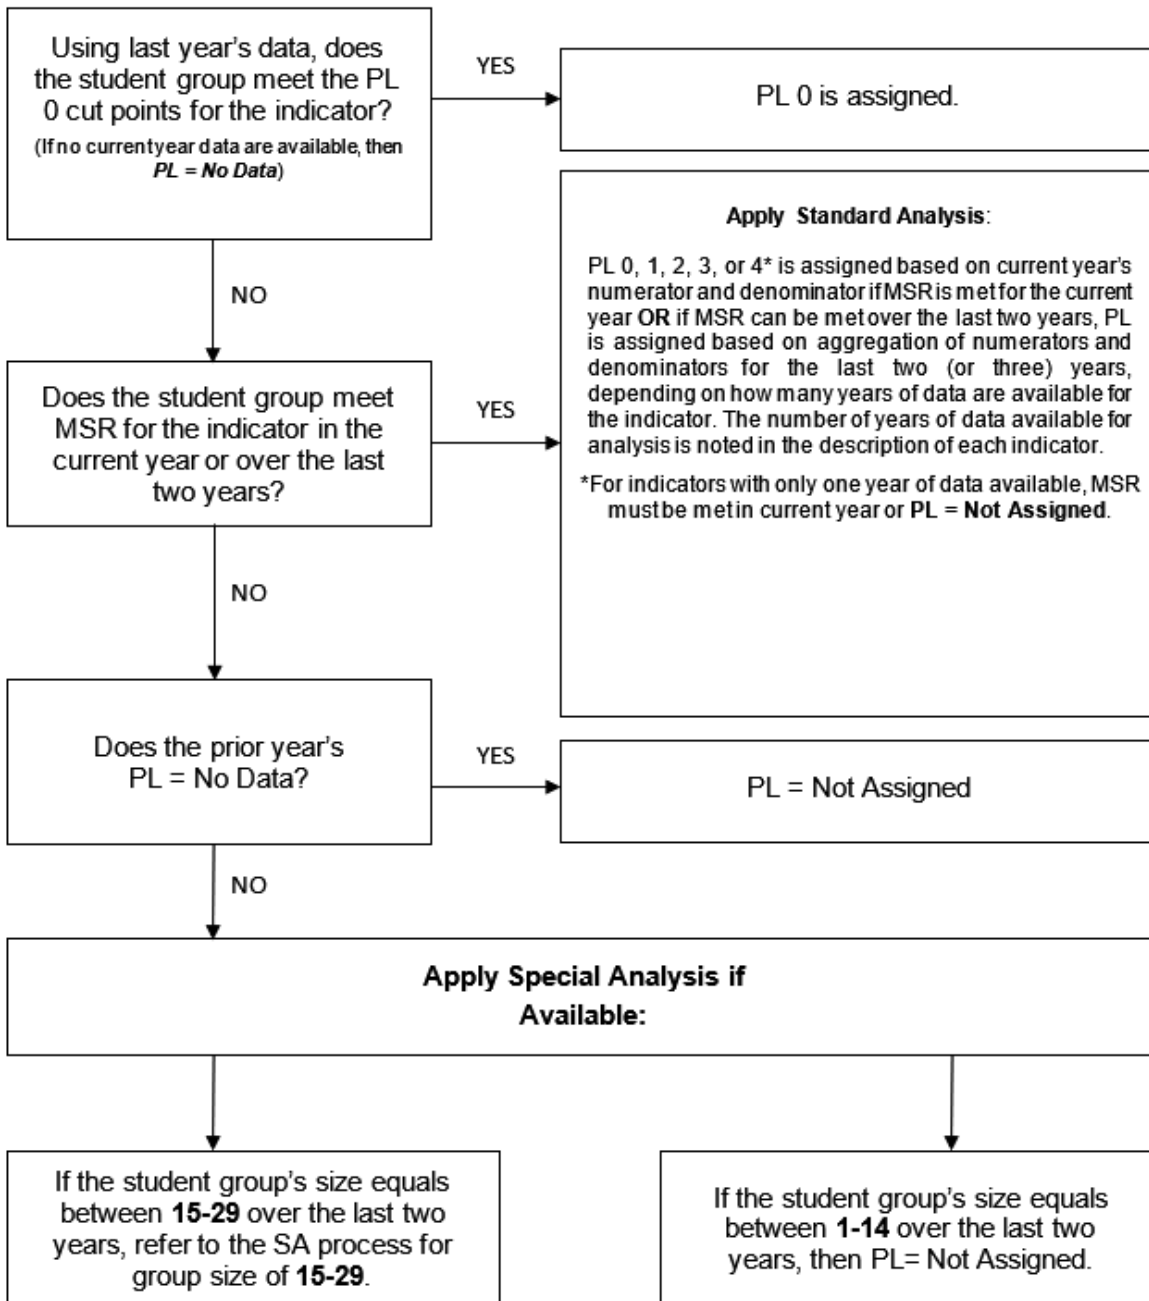 Using last year’s data, does
the student group meet the PL
0 cut points for the indicator?
(If no current year data are available, then
PL = No Data)
YES
PL 0 is assigned.
NO
Apply Standard Analysis:
PL 0, 1, 2, 3, or 4* is assigned based on current year’s
numerator and denominator if MSR is met for the current
year OR if MSR can be met over the last two years, PL
is assigned based on aggregation of numerators and
denominators for the last two (or three) years,
depending on how many years of data are available for
the indicator. The number of years of data available for
analysis is noted in the description of each indicator.
*For indicators with only one year of data available, MSR
must be met in current year or PL = Not Assigned.
Does the student group meet
MSR for the indicator in the
current year or over the last
two years?
YES
NO
Does the prior year’s
PL = No Data?
YES
PL = Not Assigned
NO
Apply Special Analysis if
Available:
If the student group’s size equals
between 15-29 over the last two
years, refer to the SA process for
group size of 15-29.
If the student group’s size equals
between 1-14 over the last two
years, then PL= Not Assigned.